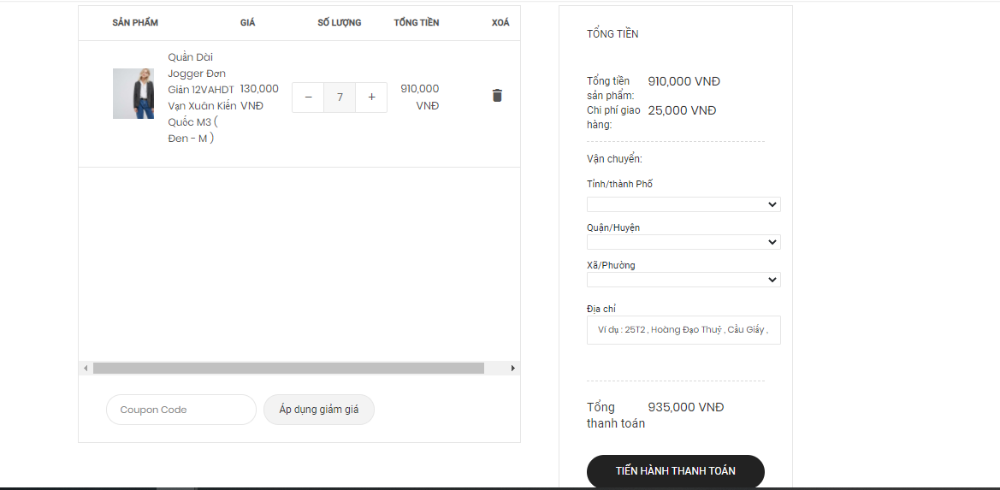 SẢN PHẨM GIÁ SỐ LƯỢNG TỔNG TIỀN XOÁ
Quần Dài
Jogger Đơn
Giản 12VAHDT
Vạn Xuân Kiến
Quốc M3 (
Đen - M )
130,000
VNĐ
− 7 +
910,000
VNĐ
Coupon Code
Áp dụng giảm giá
TỔNG TIỀN
Tổng tiền
sản phẩm:
910,000 VNĐ
Chi phí giao
hàng:
25,000 VNĐ
Vận chuyển:
Tỉnh/thành Phố
Quận/Huyện
Xã/Phường
Địa chỉ
Ví dụ : 25T2 , Hoàng Đạo Thuỷ , Cầu Giấy ,
Tổng
thanh toán
935,000 VNĐ
TIẾN HÀNH THANH TOÁN